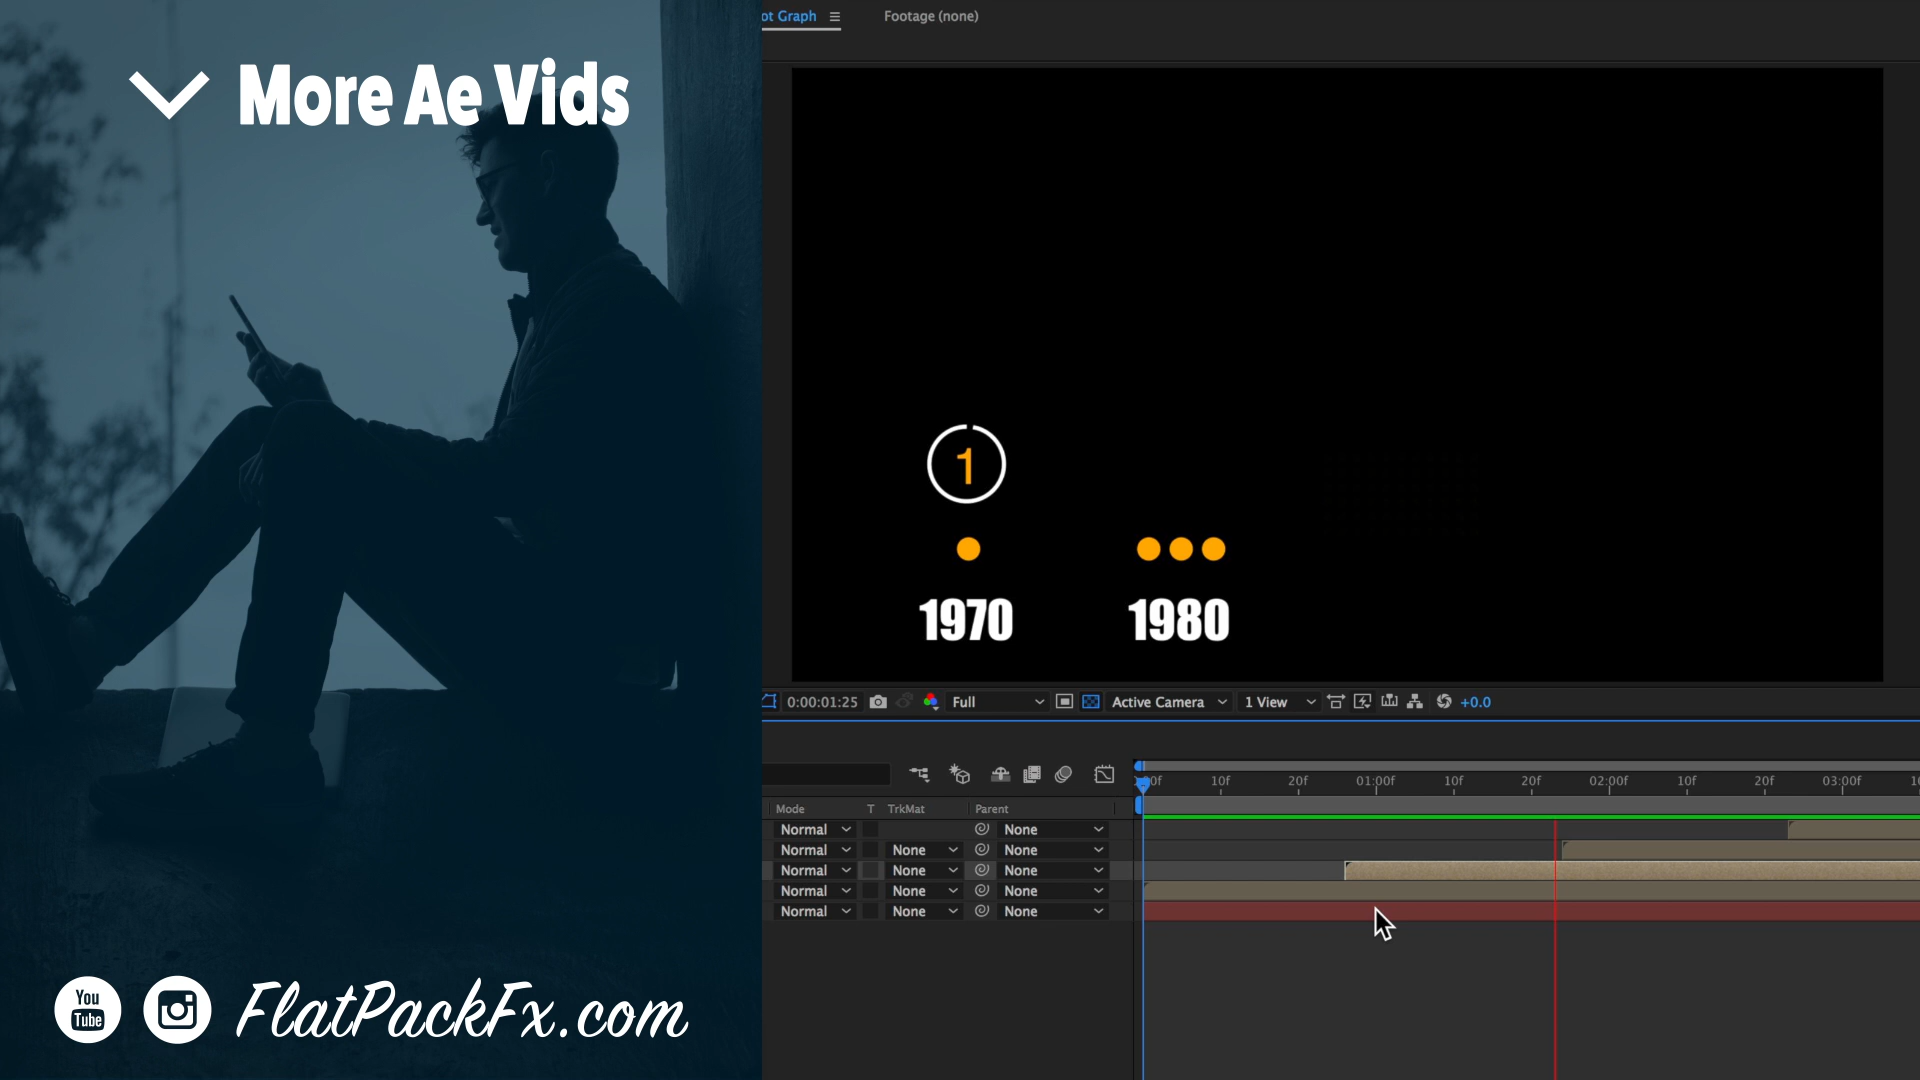 More Ae Vids
You
Tube
FlatPackFx.com
ot Graph
Footage (none)
1
1970
1980
0:00:01:25
Full
Active Camera
1 View
+0.0
00f
10f
20f
01:00f
10f
20f
02:00f
10f
20f
03:00f
1
Mode
T
TrkMat
Parent
Normal
None
Normal
None
None
Normal
None
None
Normal
None
None
Normal
None
None